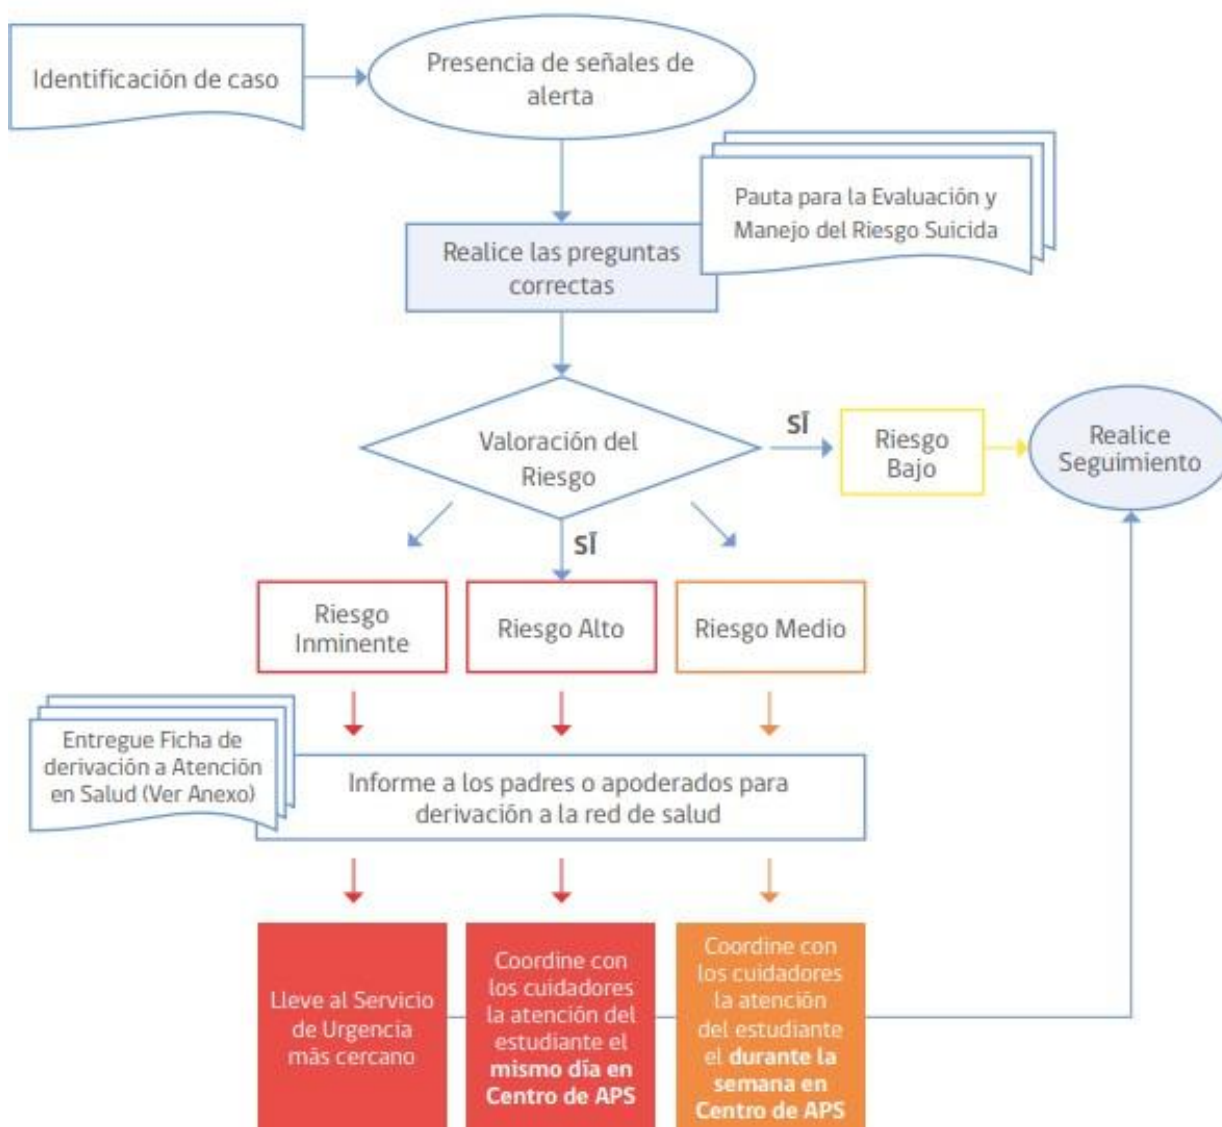 Identificación de caso
Presencia de señales de
alerta
Pauta para la Evaluación y
Manejo del Riesgo Suicida
Realice las preguntas
correctas
Valoración del
Riesgo
SÍ
Riesgo
Bajo
Realice
Seguimiento
SÍ
Riesgo
Inminente
Riesgo Alto
Riesgo Medio
Entregue Ficha de
derivación a Atención
en Salud (Ver Anexo)
Informe a los padres o apoderados para
derivación a la red de salud
Lleve al Servicio
de Urgencia
más cercano
Coordine con
los cuidadores
la atención del
estudiante el
mismo día en
Centro de APS
Coordine con
los cuidadores
la atención
del estudiante
el durante la
semana en
Centro de APS